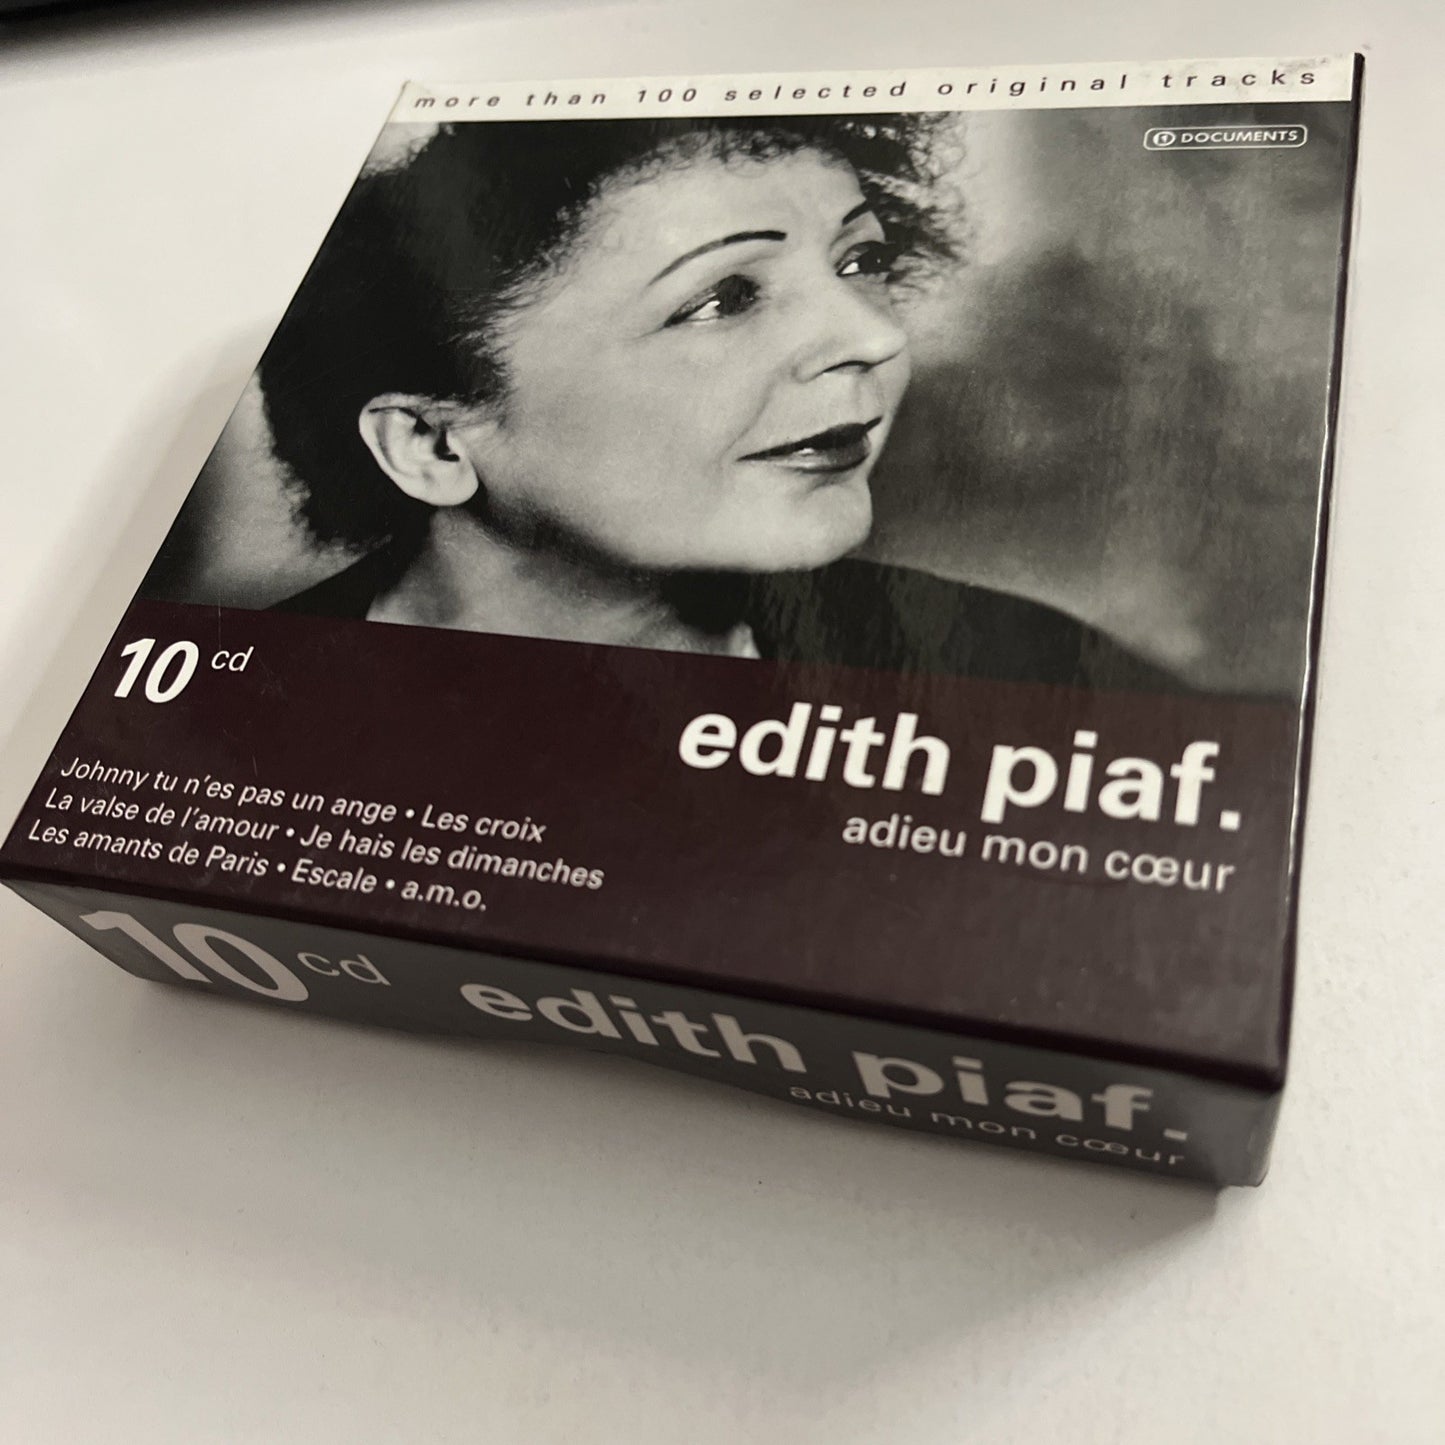 more than 100 selected original tracks
DOCUMENTS
10 cd
edith piaf.
adieu mon cœur
Johnny tu n'es pas un ange • Les croix
La valse de l'amour • Je hais les dimanches
Les amants de Paris • Escale • a.m.o.
10 cd edith piaf.
adieu mon cœur